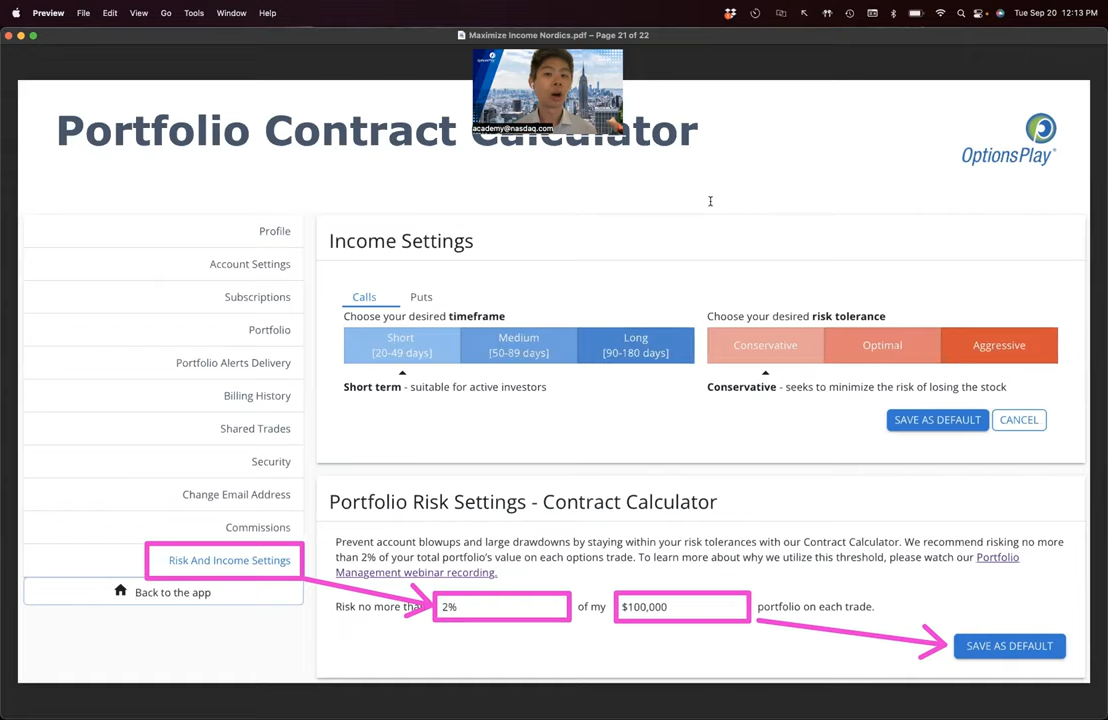 Preview File Edit View Go Tools Window Help
Tue Sep 20 12:13 PM
Maximize Income Nordics.pdf – Page 21 of 22
OptionsPlay
academy@nasdaq.com
Portfolio Contract Calculator
OptionsPlay
Profile
Account Settings
Subscriptions
Portfolio
Portfolio Alerts Delivery
Billing History
Shared Trades
Security
Change Email Address
Commissions
Risk And Income Settings
Back to the app
Income Settings
Calls Puts
Choose your desired timeframe
Short
[20-49 days]
Medium
[50-89 days]
Long
[90-180 days]
Short term - suitable for active investors
Choose your desired risk tolerance
Conservative Optimal Aggressive
Conservative - seeks to minimize the risk of losing the stock
SAVE AS DEFAULT CANCEL
Portfolio Risk Settings - Contract Calculator
Prevent account blowups and large drawdowns by staying within your risk tolerances with our Contract Calculator. We recommend risking no more
than 2% of your total portfolio's value on each options trade. To learn more about why we utilize this threshold, please watch our Portfolio
Management webinar recording.
Risk no more than 2% of my $100,000 portfolio on each trade.
SAVE AS DEFAULT